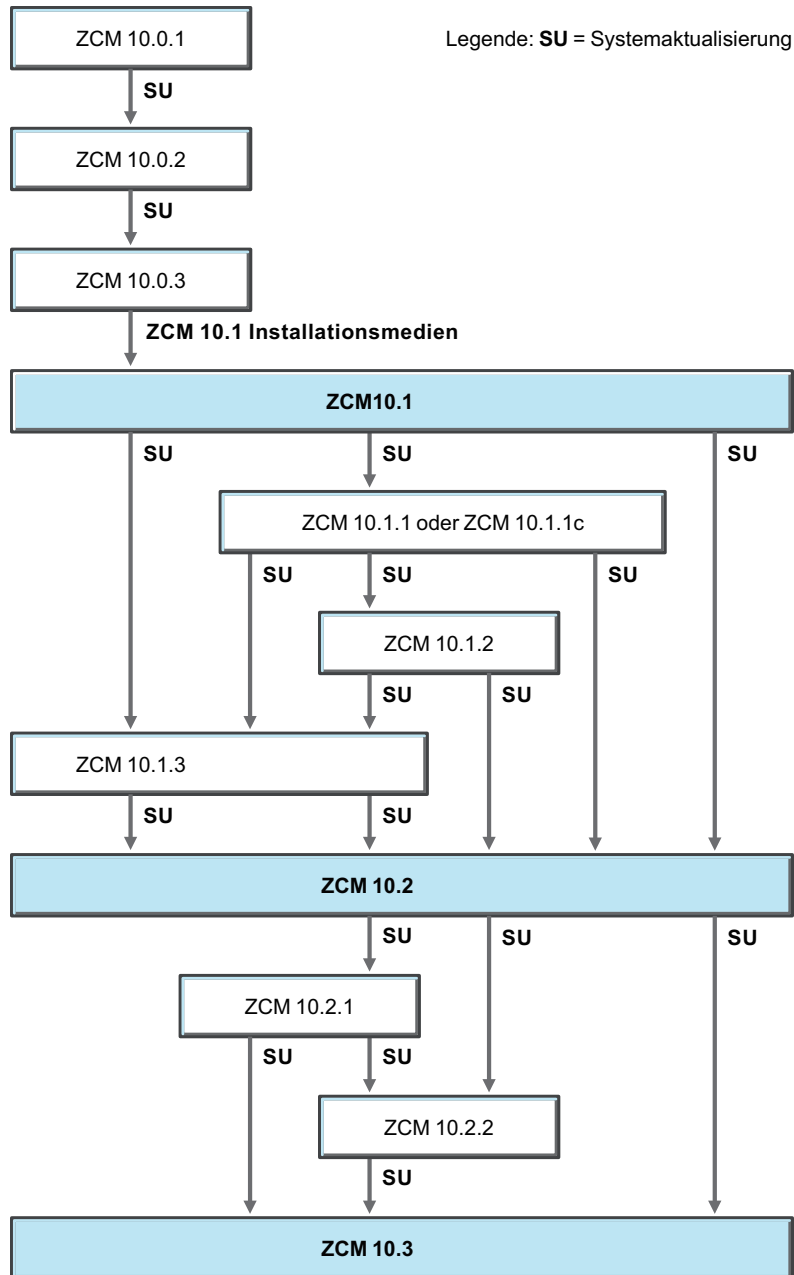 ZCM 10.0.1
Legende: SU = Systemaktualisierung
SU
ZCM 10.0.2
SU
ZCM 10.0.3
ZCM 10.1 Installationsmedien
ZCM10.1
SU SU SU
ZCM 10.1.1 oder ZCM 10.1.1c
SU SU SU
ZCM 10.1.2
SU SU
ZCM 10.1.3
SU SU
ZCM 10.2
SU SU SU
ZCM 10.2.1
SU SU
ZCM 10.2.2
SU
ZCM 10.3